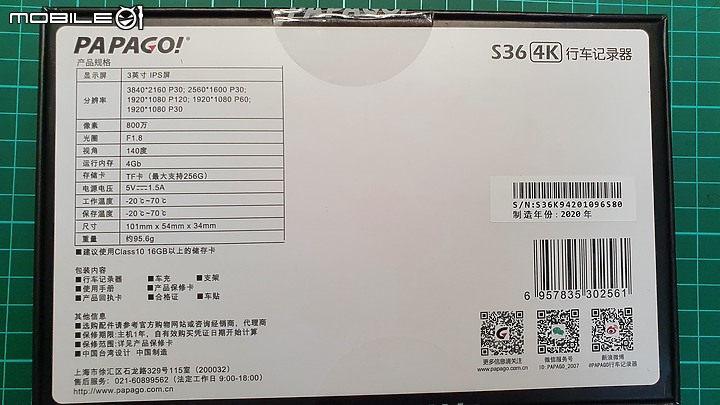 MOBILE01
PAPAGO!
S36 4K 行车记录器
产品规格
显示屏 3英寸 IPS屏
分辨率 3840*2160 P30; 2560*1600 P30;
1920*1080 P120; 1920*1080 P60;
1920*1080 P30
像素 800万
光圈 F1.8
视角 140度
运行内存 4Gb
存储卡 TF卡（最大支持256G）
电源电压 5V⎓1.5A
工作温度 -20℃~70℃
保存温度 -20℃~70℃
尺寸 101mm x 54mm x 34mm
重量 约95.6g
■建议使用Class10 16GB以上的储存卡
S/N:S36K94201096S80
制造年份:2020年
包装内容
■行车记录器 ■车充 ■支架
■使用手册 ■产品保修卡
■产品回执卡 ■合格证 ■车贴
6 957835 302561
其他信息
■选购配件请参考官方购物网站或咨询经销商，代理商
■保修期限:主机1年，自有效购买凭证日期开始计算
■保修范围:详见产品保修卡
■中国台湾设计 中国制造
上海市徐汇区石龙路329号115室（200032）
售后服务: 021-60899562（法定工作日 9:00-18:00）
http://www.papago.com.cn
更多信息请关注
www.papago.com.cn
微信服务号
ID:PAPAGO_2007
新浪微博
#PAPAGO行车记录器